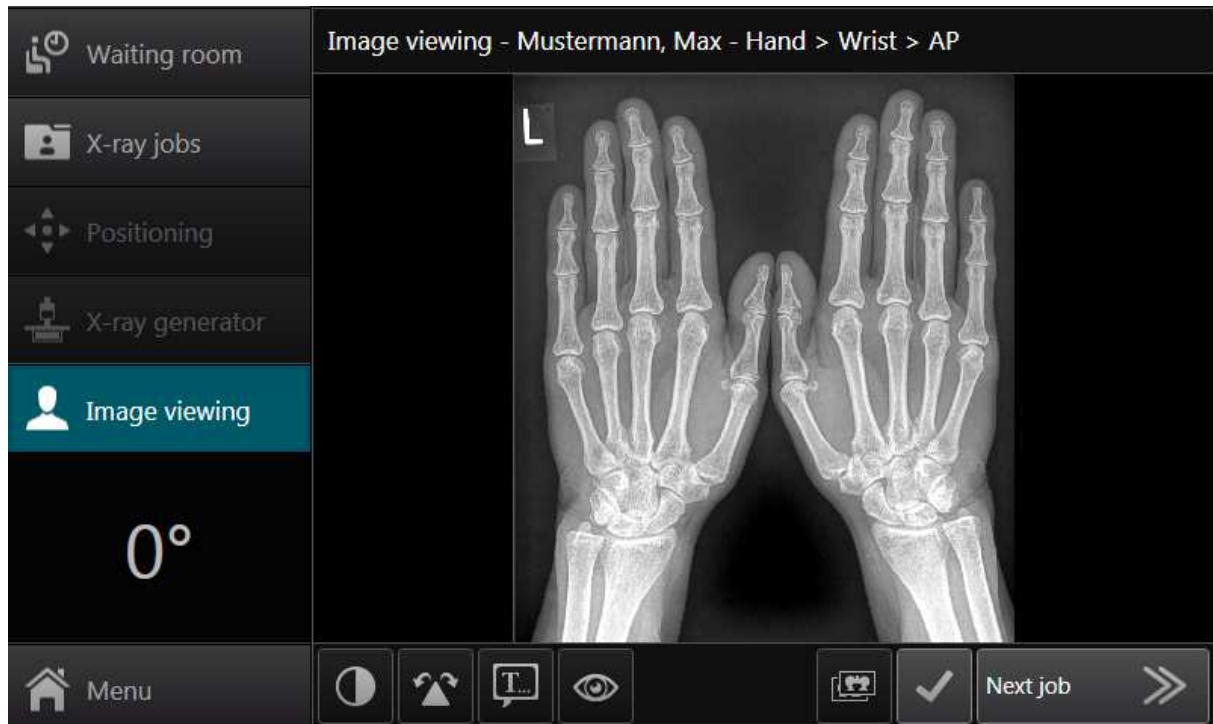 Waiting room
X-ray jobs
Positioning
X-ray generator
Image viewing
0°
Menu
Image viewing - Mustermann, Max - Hand > Wrist > AP
L
T...
Next job